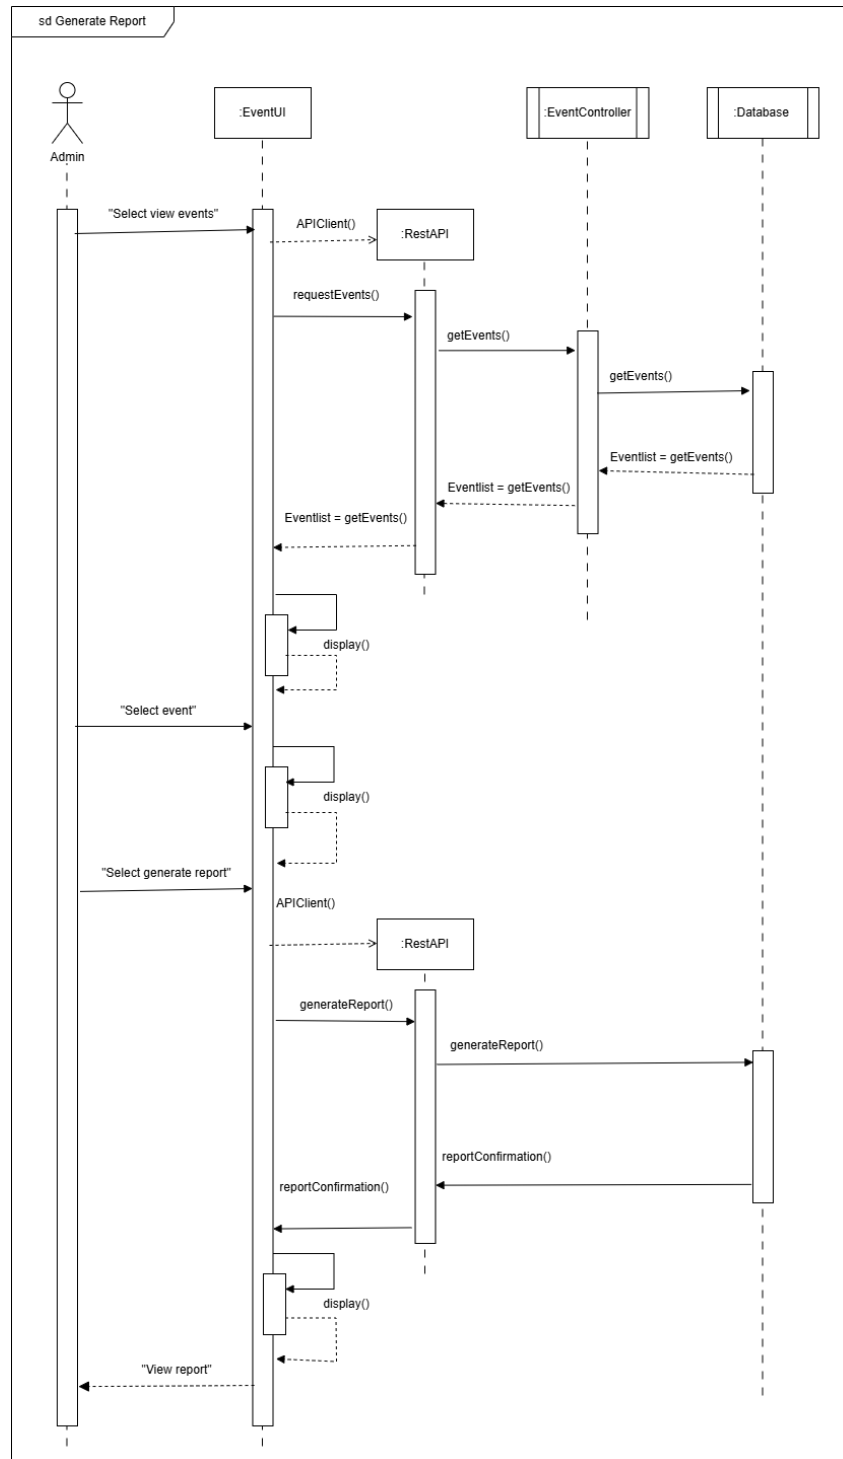 sd Generate Report
:EventUI
:EventController
:Database
Admin
"Select view events"
APIClient()
:RestAPI
requestEvents()
getEvents()
getEvents()
Eventlist = getEvents()
Eventlist = getEvents()
Eventlist = getEvents()
display()
"Select event"
display()
"Select generate report"
APIClient()
:RestAPI
generateReport()
generateReport()
reportConfirmation()
reportConfirmation()
display()
"View report"